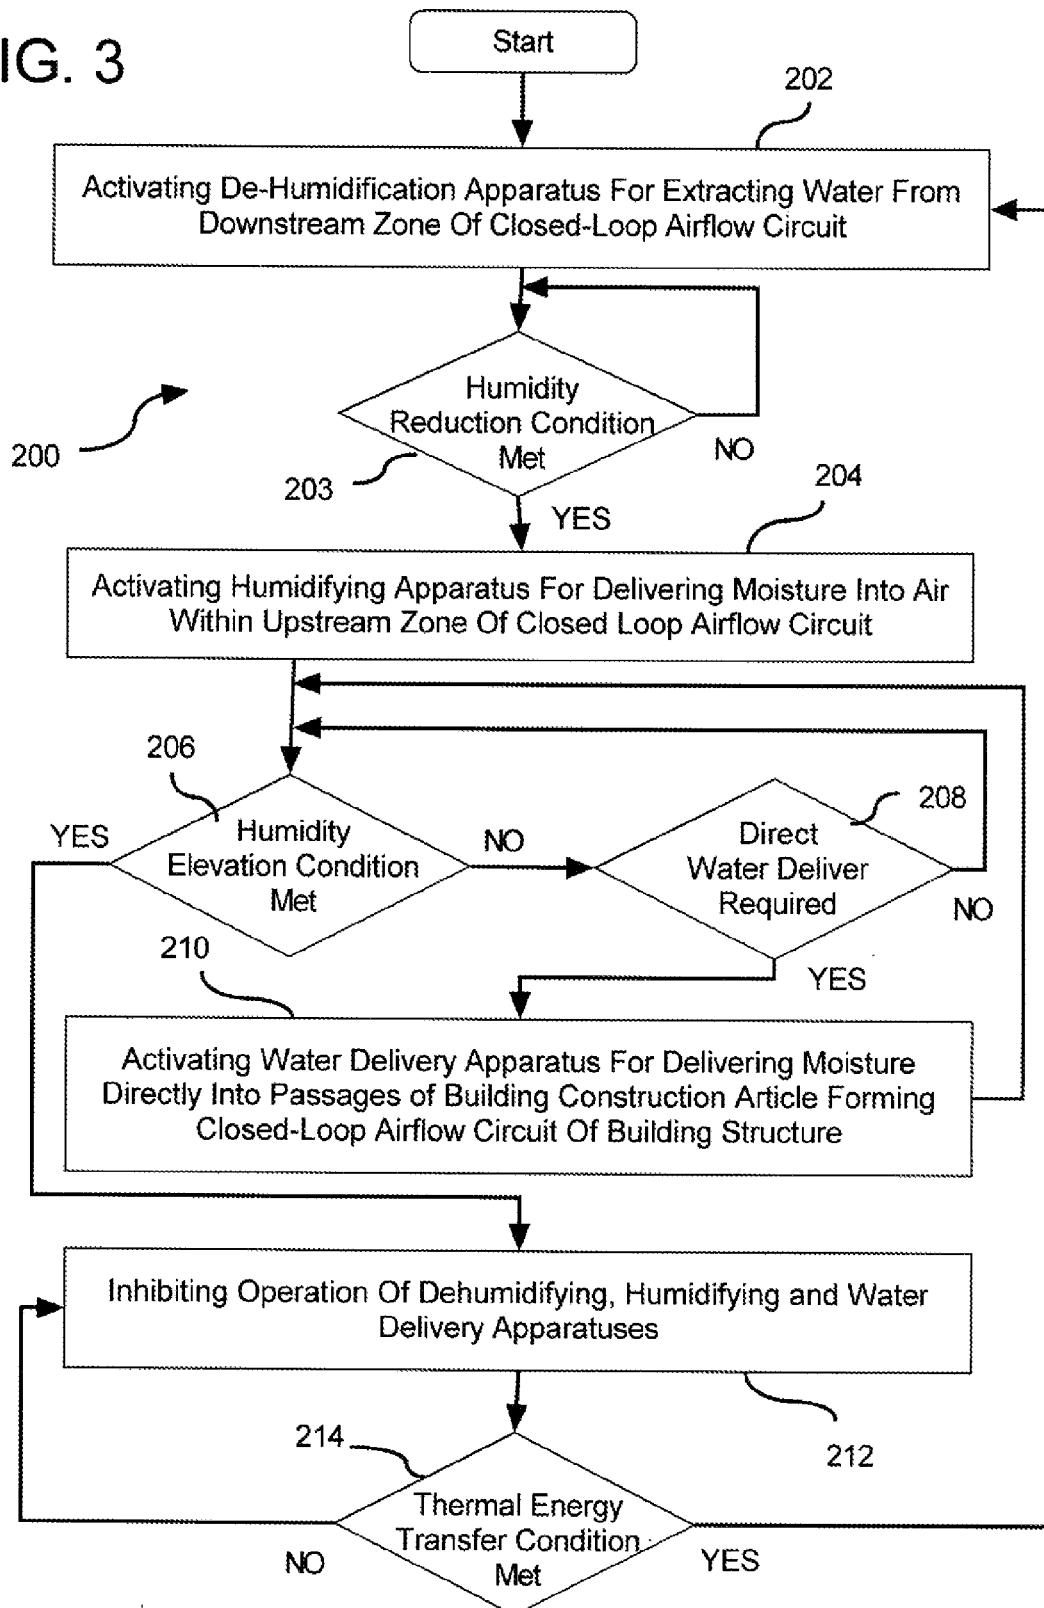 IG. 3
Start
202
Activating De-Humidification Apparatus For Extracting Water From
Downstream Zone Of Closed-Loop Airflow Circuit
Humidity
Reduction Condition
Met
NO
200
203
YES
204
Activating Humidifying Apparatus For Delivering Moisture Into Air
Within Upstream Zone Of Closed Loop Airflow Circuit
206
YES
Humidity
Elevation Condition
Met
NO
208
Direct
Water Deliver
Required
NO
210
YES
Activating Water Delivery Apparatus For Delivering Moisture
Directly Into Passages of Building Construction Article Forming
Closed-Loop Airflow Circuit Of Building Structure
Inhibiting Operation Of Dehumidifying, Humidifying and Water
Delivery Apparatuses
214
212
Thermal Energy
Transfer Condition
Met
NO
YES